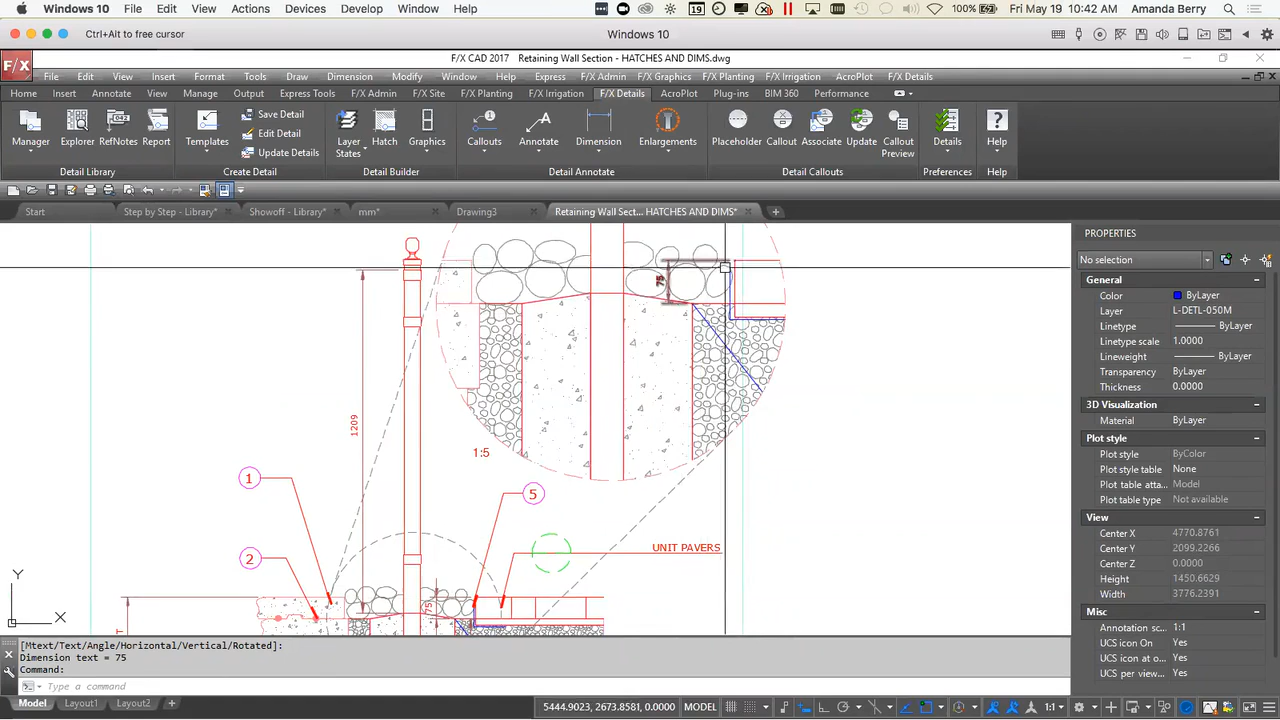 Windows 10 File Edit View Actions Devices Develop Window Help 19 100% Fri May 19 10:42 AM Amanda Berry
Ctrl+Alt to free cursor Windows 10
F/X F/X CAD 2017 Retaining Wall Section - HATCHES AND DIMS.dwg
File Edit View Insert Format Tools Draw Dimension Modify Window Help Express F/X Admin F/X Graphics F/X Planting F/X Irrigation AcroPlot F/X Details
Home Insert Annotate View Manage Output Express Tools F/X Admin F/X Site F/X Planting F/X Irrigation F/X Details AcroPlot Plug-ins BIM 360 Performance
Manager Explorer RefNotes Report
Detail Library
Templates Save Detail
Edit Detail
Update Details
Create Detail
Layer States Hatch Graphics
Detail Builder
Callouts Annotate Dimension Enlargements
Detail Annotate
Placeholder Callout Associate Update Callout Preview
Detail Callouts
Details
Preferences
Help
Help
Start Step by Step - Library* Showoff - Library* mm* Drawing3 Retaining Wall Sect... HATCHES AND DIMS*
75
1209
1:5
1
5
2
UNIT PAVERS
75
T
Y
X
PROPERTIES
No selection
General
Color ByLayer
Layer L-DETL-050M
Linetype ByLayer
Linetype scale 1.0000
Lineweight ByLayer
Transparency ByLayer
Thickness 0.0000
3D Visualization
Material ByLayer
Plot style
Plot style ByColor
Plot style table None
Plot table atta... Model
Plot table type Not available
View
Center X 4770.8761
Center Y 2099.2266
Center Z 0.0000
Height 1450.6629
Width 3776.2391
Misc
Annotation sc... 1:1
UCS icon On Yes
UCS icon at o... Yes
UCS per view... Yes
[Mtext/Text/Angle/Horizontal/Vertical/Rotated]:
Dimension text = 75
Command:
Type a command
Model Layout1 Layout2 5444.9023, 2673.8581, 0.0000 MODEL 1:1